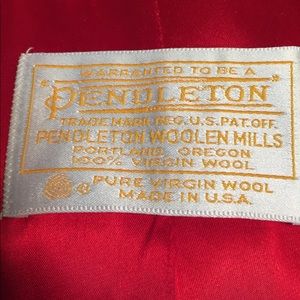 WARRANTED TO BE A
"PENDLETON"
TRADE MARK REG. U.S. PAT. OFF.
PENDLETON WOOLEN MILLS
PORTLAND, OREGON
100% VIRGIN WOOL
PURE VIRGIN WOOL
MADE IN U.S.A.